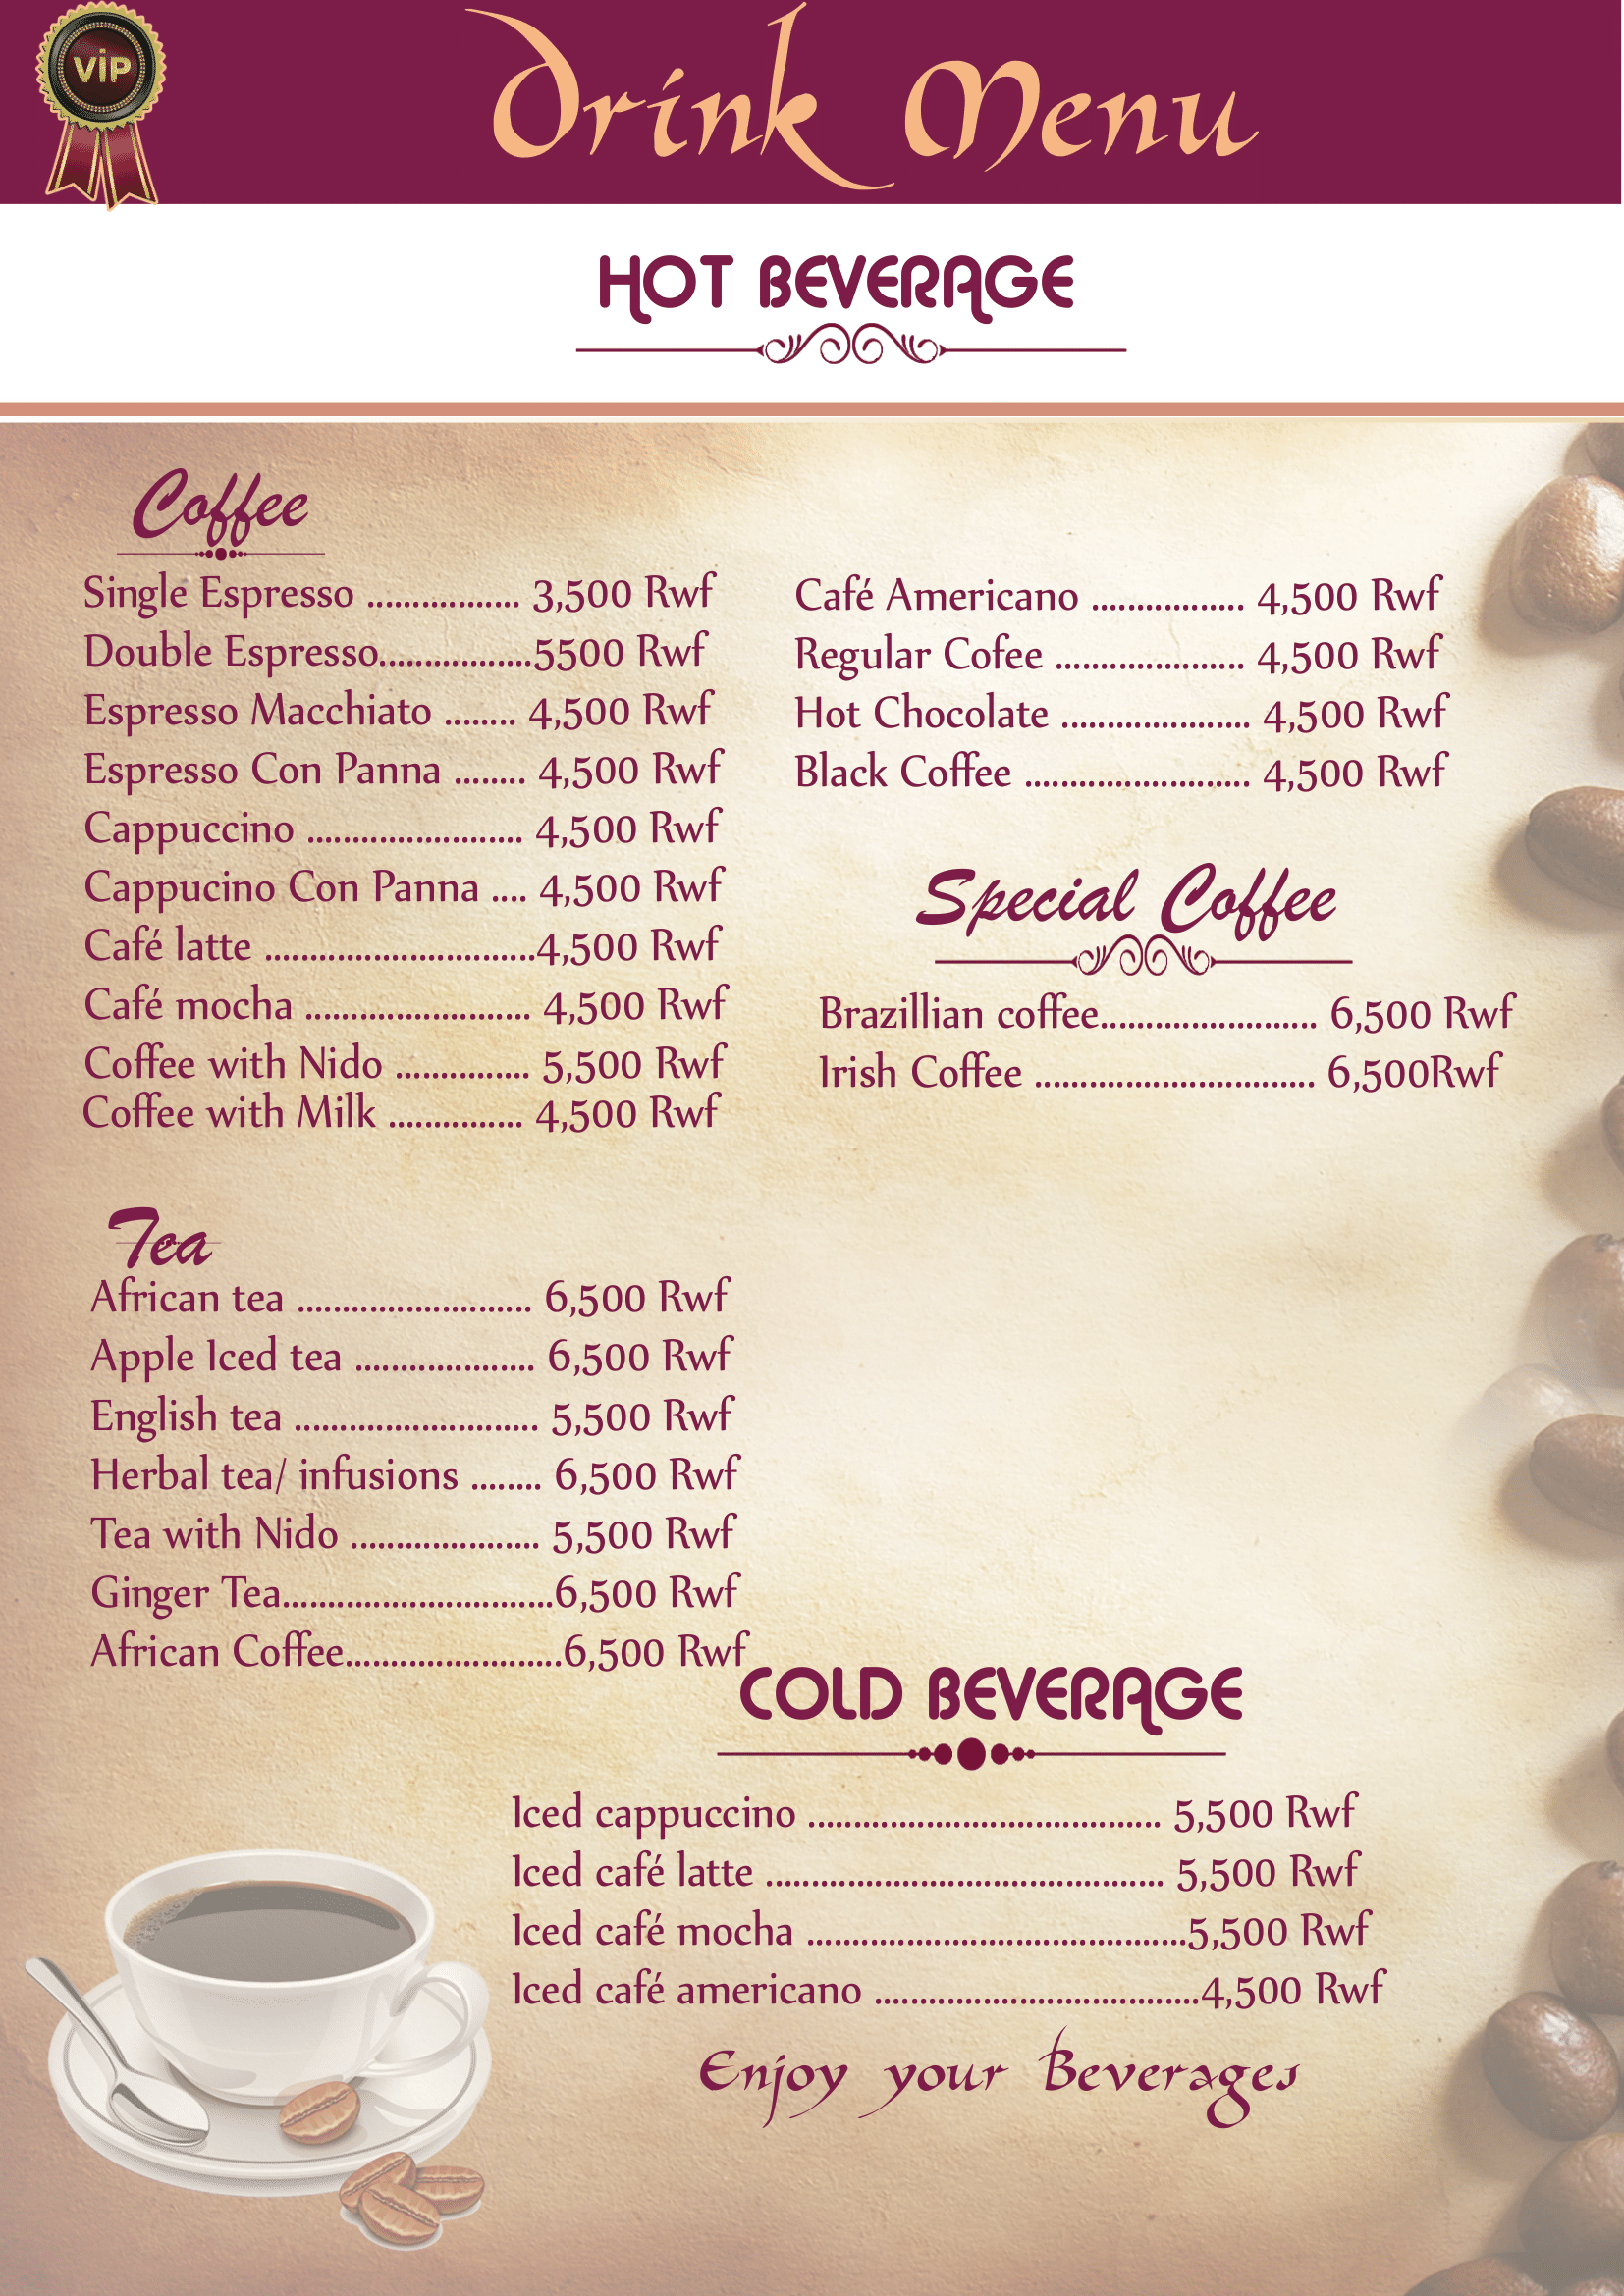 VIP
Drink Menu
HOT BEVERAGE
Coffee
Single Espresso ................. 3,500 Rwf
Double Espresso.................5500 Rwf
Espresso Macchiato ........ 4,500 Rwf
Espresso Con Panna ........ 4,500 Rwf
Cappuccino ........................ 4,500 Rwf
Cappucino Con Panna .... 4,500 Rwf
Café latte ..............................4,500 Rwf
Café mocha ......................... 4,500 Rwf
Coffee with Nido ............... 5,500 Rwf
Coffee with Milk ............... 4,500 Rwf
Café Americano ................. 4,500 Rwf
Regular Cofee ..................... 4,500 Rwf
Hot Chocolate ..................... 4,500 Rwf
Black Coffee ......................... 4,500 Rwf
Special Coffee
Brazillian coffee........................ 6,500 Rwf
Irish Coffee ............................... 6,500Rwf
Tea
African tea .......................... 6,500 Rwf
Apple Iced tea .................... 6,500 Rwf
English tea ........................... 5,500 Rwf
Herbal tea/ infusions ........ 6,500 Rwf
Tea with Nido ..................... 5,500 Rwf
Ginger Tea..............................6,500 Rwf
African Coffee........................6,500 Rwf
COLD BEVERAGE
Iced cappuccino ....................................... 5,500 Rwf
Iced café latte ............................................ 5,500 Rwf
Iced café mocha ..........................................5,500 Rwf
Iced café americano ....................................4,500 Rwf
Enjoy your Beverages